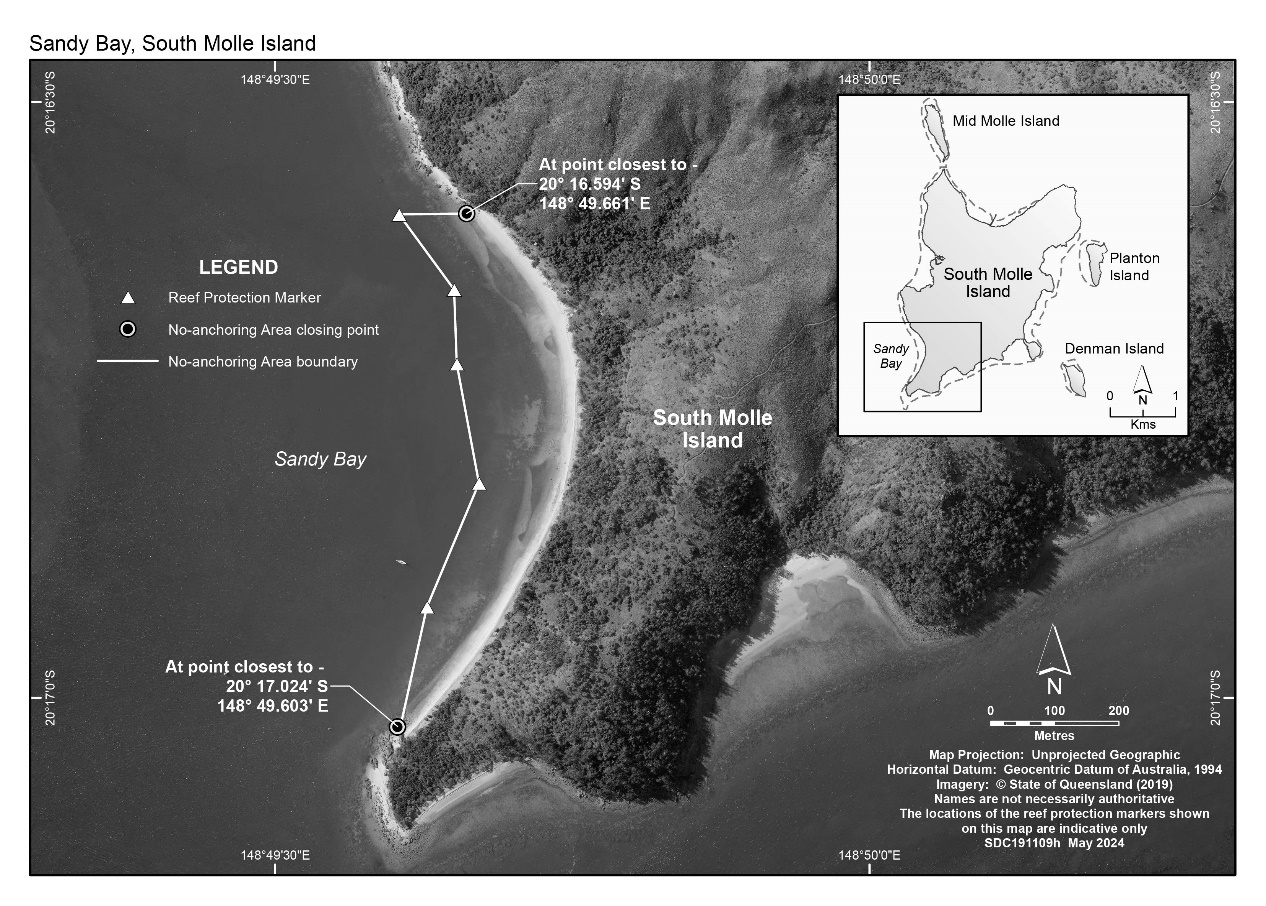 Sandy Bay, South Molle Island
148°49'30"E
148°50'0"E
20°16'30"S
20°16'30"S
At point closest to -
20° 16.594' S
148° 49.661' E
LEGEND
Reef Protection Marker
No-anchoring Area closing point
No-anchoring Area boundary
Mid Molle Island
South Molle
Island
Planton
Island
Sandy
Bay
Denman Island
N
0 1
Kms
South Molle
Island
Sandy Bay
At point closest to -
20° 17.024' S
148° 49.603' E
20°17'0"S
20°17'0"S
N
0 100 200
Metres
Map Projection: Unprojected Geographic
Horizontal Datum: Geocentric Datum of Australia, 1994
Imagery: © State of Queensland (2019)
Names are not necessarily authoritative
The locations of the reef protection markers shown
on this map are indicative only
SDC191109h May 2024
148°49'30"E
148°50'0"E